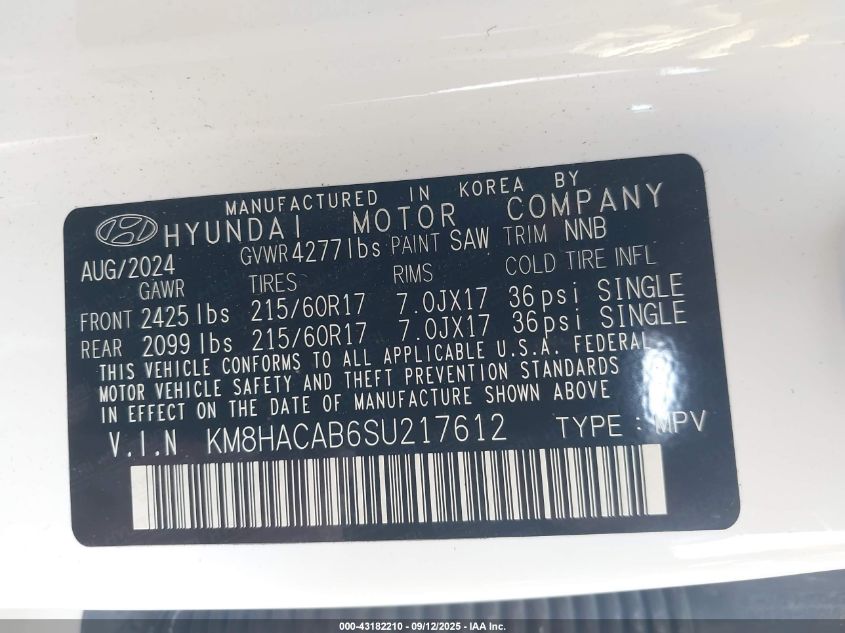 MANUFACTURED IN KOREA BY
HYUNDAI MOTOR COMPANY
AUG/2024 GVWR 4277 lbs PAINT SAW TRIM NNB
GAWR TIRES RIMS COLD TIRE INFL
FRONT 2425 lbs 215/60R17 7.0JX17 36 psi SINGLE
REAR 2099 lbs 215/60R17 7.0JX17 36 psi SINGLE
THIS VEHICLE CONFORMS TO ALL APPLICABLE U.S.A. FEDERAL
MOTOR VEHICLE SAFETY AND THEFT PREVENTION STANDARDS
IN EFFECT ON THE DATE OF MANUFACTURE SHOWN ABOVE
V.I.N KM8HACAB6SU217612 TYPE : MPV
000-43182210 - 09/12/2025 - IAA Inc.